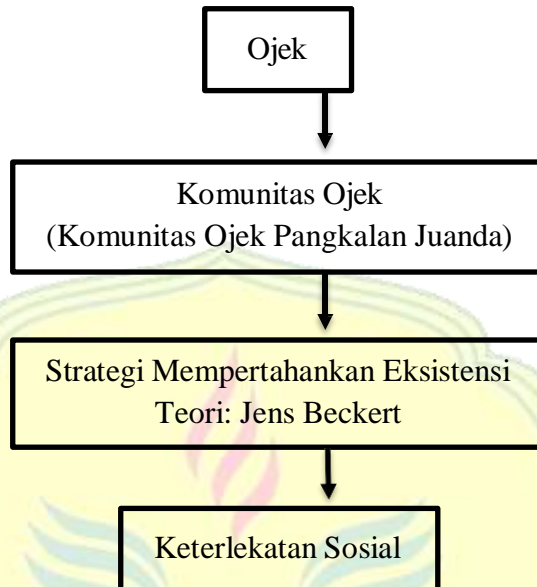 Ojek
Komunitas Ojek
(Komunitas Ojek Pangkalan Juanda)
Strategi Mempertahankan Eksistensi
Teori: Jens Beckert
Keterlekatan Sosial